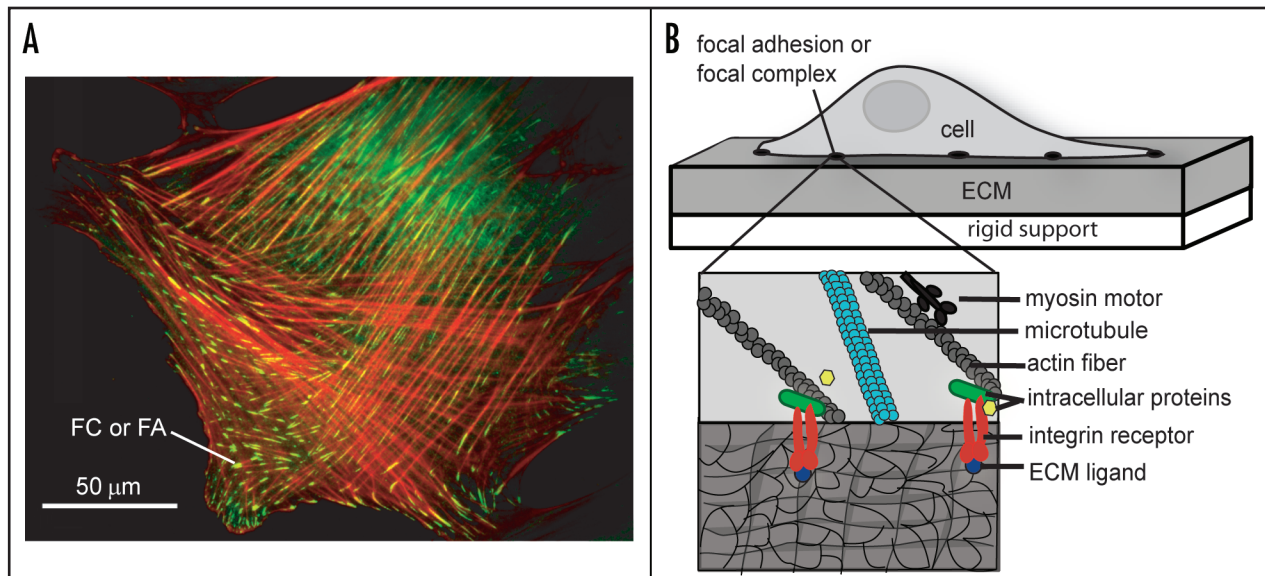 A
FC or FA
50 μm
B
focal adhesion or
focal complex
cell
ECM
rigid support
myosin motor
microtubule
actin fiber
intracellular proteins
integrin receptor
ECM ligand